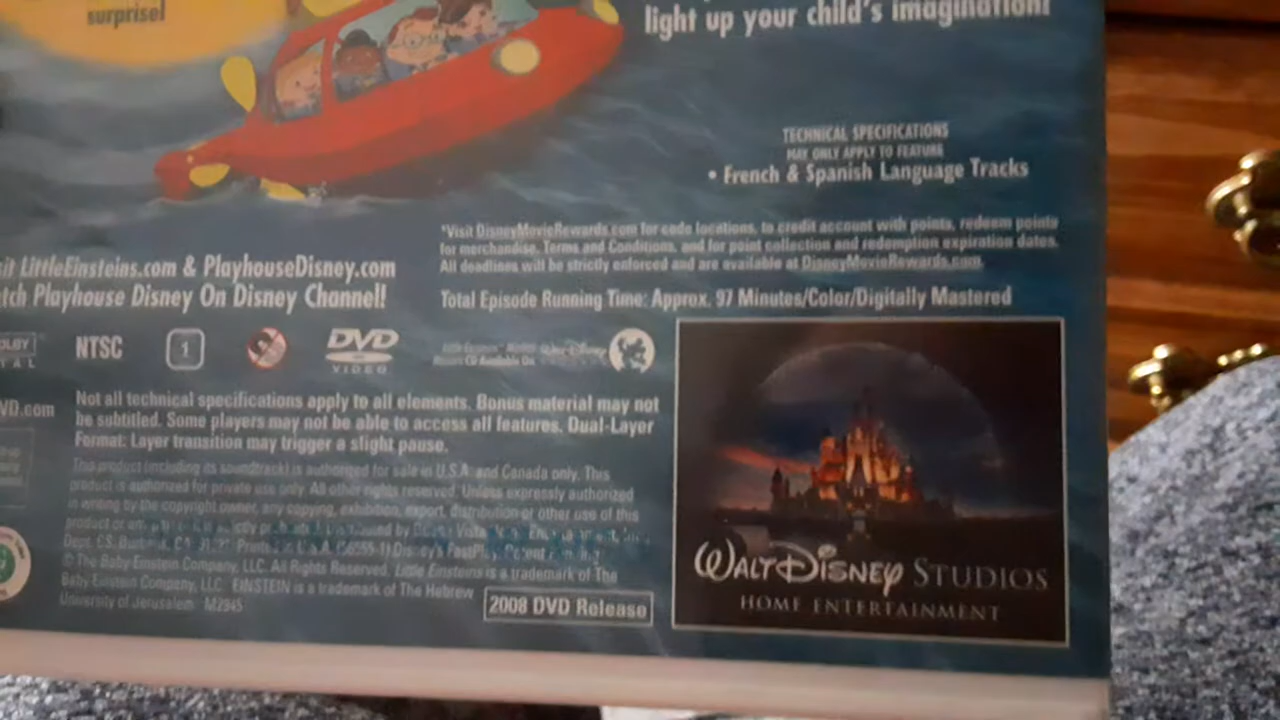 surprise!
light up your child's imagination!
TECHNICAL SPECIFICATIONS
MAY ONLY APPLY TO FEATURE
• French & Spanish Language Tracks
*Visit DisneyMovieRewards.com for code locations, to credit account with points, redeem points
for merchandise, Terms and Conditions, and for point collection and redemption expiration dates.
All deadlines will be strictly enforced and are available at DisneyMovieRewards.com.
sit LittleEinsteins.com & PlayhouseDisney.com
tch Playhouse Disney On Disney Channel!
Total Episode Running Time: Approx. 97 Minutes/Color/Digitally Mastered
NTSC
1
DVD
VIDEO
VD.com
Not all technical specifications apply to all elements. Bonus material may not
be subtitled. Some players may not be able to access all features. Dual-Layer
Format: Layer transition may trigger a slight pause.
This product (including its soundtrack) is authorized for sale in U.S.A. and Canada only. This
product is authorized for private use only. All other rights reserved. Unless expressly authorized
in writing by the copyright owner, any copying, exhibition, export, distribution or other use of this
product or
© The Baby Einstein Company, LLC. All Rights Reserved. Little Einsteins is a trademark of The
Baby Einstein Company, LLC. EINSTEIN is a trademark of The Hebrew
University of Jerusalem. M2945
2008 DVD Release
WALT DISNEY STUDIOS
HOME ENTERTAINMENT